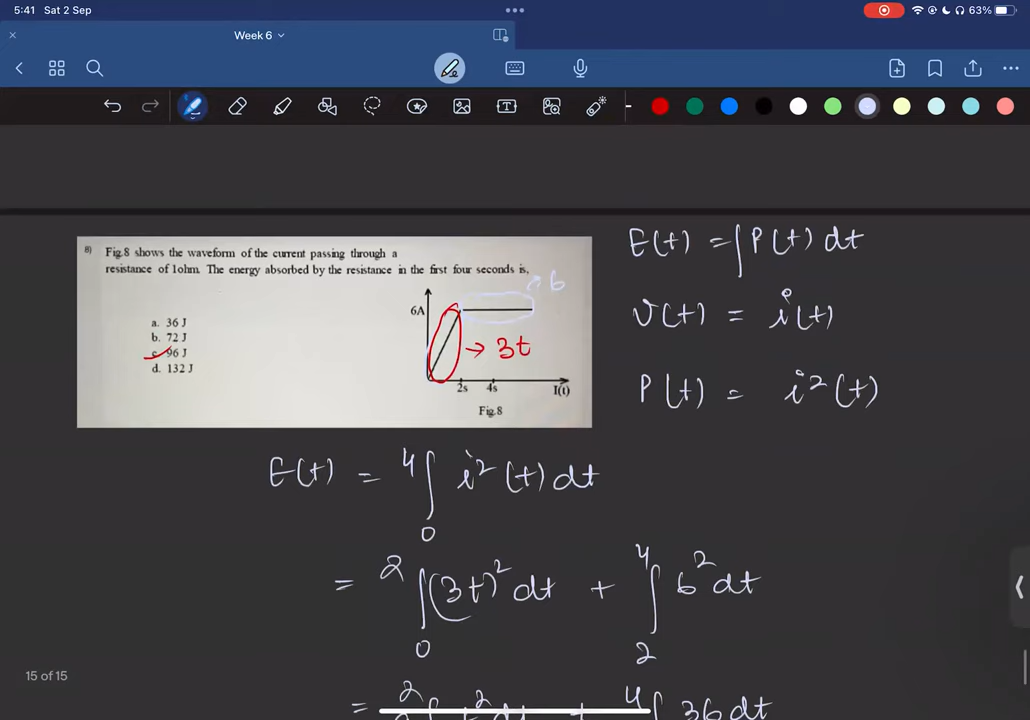 5:41 Sat 2 Sep
63%
Week 6
8) Fig.8 shows the waveform of the current passing through a
resistance of 1ohm. The energy absorbed by the resistance in the first four seconds is,
a. 36 J
b. 72 J
c. 96 J
d. 132 J
6A
6
→ 3t
2s 4s I(t)
Fig.8
E(t) = ∫ P(t) dt
v(t) = i(t)
P(t) = i²(t)
E(t) = ⁴∫₀ i²(t) dt
= ²∫₀ (3t)² dt + ⁴∫₂ 6² dt
15 of 15